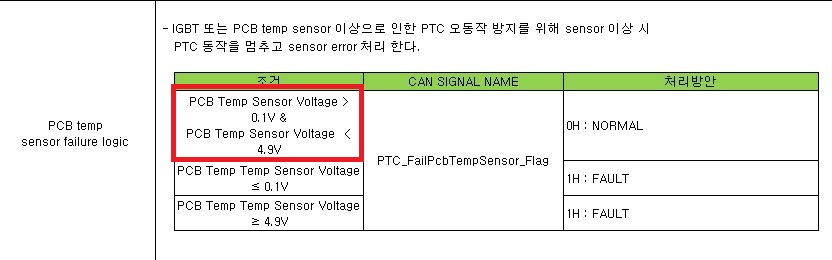 - IGBT 또는 PCB temp sensor 이상으로 인한 PTC 오동작 방지를 위해 sensor 이상 시
PTC 동작을 멈추고 sensor error 처리 한다.
조건
CAN SIGNAL NAME
처리방안
PCB temp
sensor failure logic
PCB Temp Sensor Voltage >
0.1V &
PCB Temp Sensor Voltage <
4.9V
PTC_FailPcbTempSensor_Flag
0H : NORMAL
PCB Temp Temp Sensor Voltage
≤ 0.1V
1H : FAULT
PCB Temp Temp Sensor Voltage
≥ 4.9V
1H : FAULT